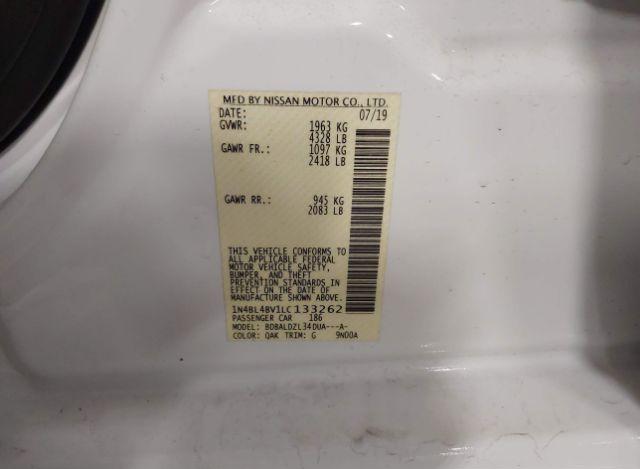 MFD BY NISSAN MOTOR CO., LTD.
DATE: 07/19
GVWR: 1963 KG
4328 LB
GAWR FR.: 1097 KG
2418 LB
GAWR RR.: 945 KG
2083 LB
THIS VEHICLE CONFORMS TO
ALL APPLICABLE FEDERAL
MOTOR VEHICLE SAFETY,
BUMPER, AND THEFT
PREVENTION STANDARDS IN
EFFECT ON THE DATE OF
MANUFACTURE SHOWN ABOVE.
1N4BL4BV1LC133262
PASSENGER CAR 186
MODEL: BDBALDZL34DUA---A-
COLOR: QAK TRIM: G 9N00A